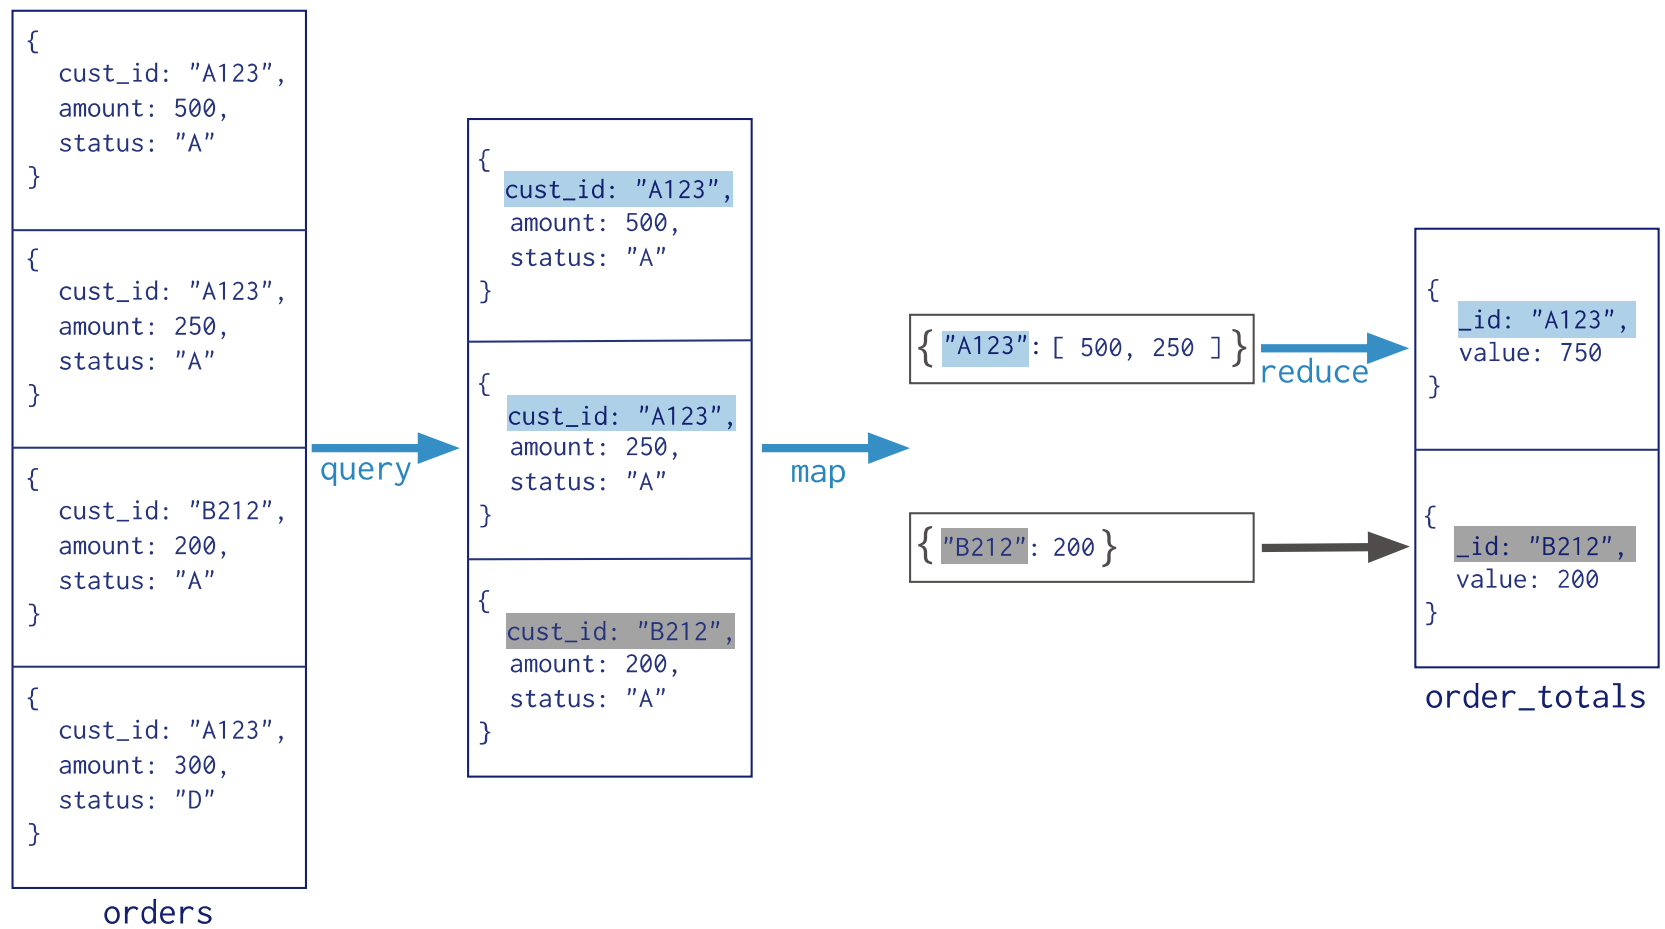 {
cust_id: "A123",
amount: 500,
status: "A"
}
{
cust_id: "A123",
amount: 250,
status: "A"
}
{
cust_id: "B212",
amount: 200,
status: "A"
}
{
cust_id: "A123",
amount: 300,
status: "D"
}
orders
query
{
cust_id: "A123",
amount: 500,
status: "A"
}
{
cust_id: "A123",
amount: 250,
status: "A"
}
{
cust_id: "B212",
amount: 200,
status: "A"
}
map
{ "A123": [ 500, 250 ] }
{ "B212": 200 }
reduce
{
_id: "A123",
value: 750
}
{
_id: "B212",
value: 200
}
order_totals